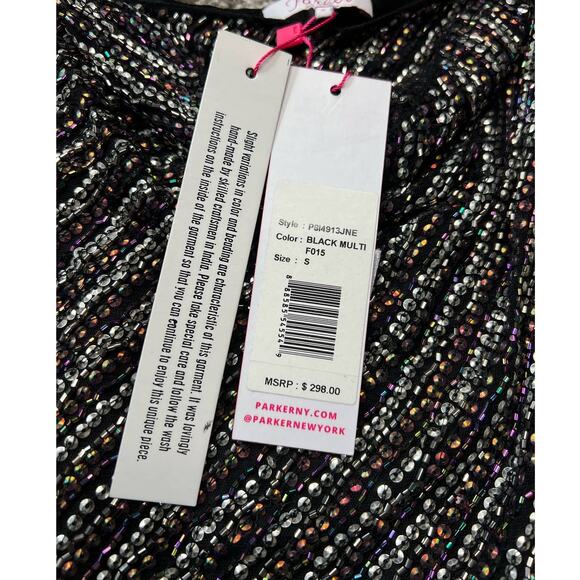 Parker
Slight variations in color and beading are characteristic of this garment. It was lovingly
hand-made by skilled craftsmen in India. Please take special care and follow the wash
instructions on the inside of the garment so that you can continue to enjoy this unique piece.
Style : P8I4913JNE
Color : BLACK MULTI
F015
Size : S
MSRP : $ 298.00
PARKERNY.COM
@PARKERNEWYORK